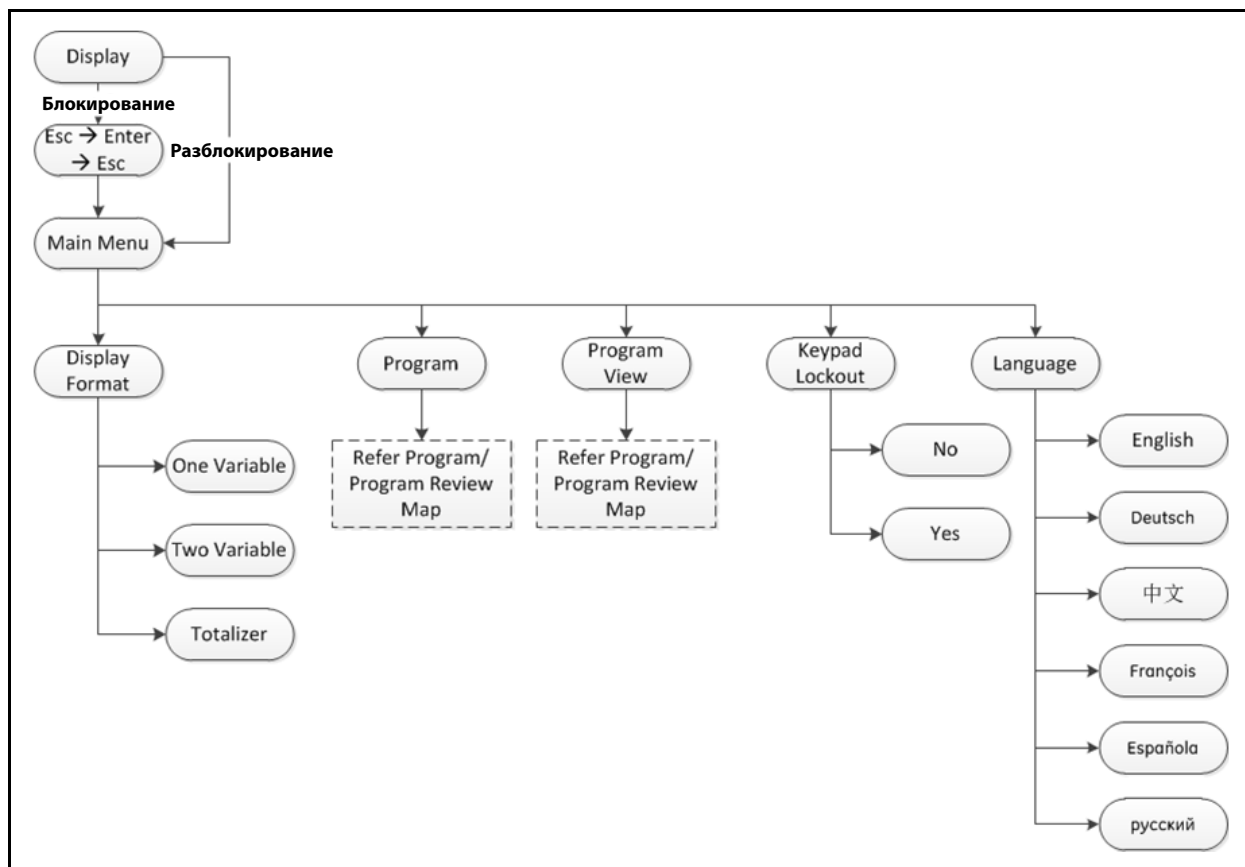 Display
Блокирование
Esc → Enter
→ Esc
Разблокирование
Main Menu
Display
Format
Program
Program
View
Keypad
Lockout
Language
One Variable
Two Variable
Totalizer
Refer Program/
Program Review
Map
Refer Program/
Program Review
Map
No
Yes
English
Deutsch
中文
François
Española
русский